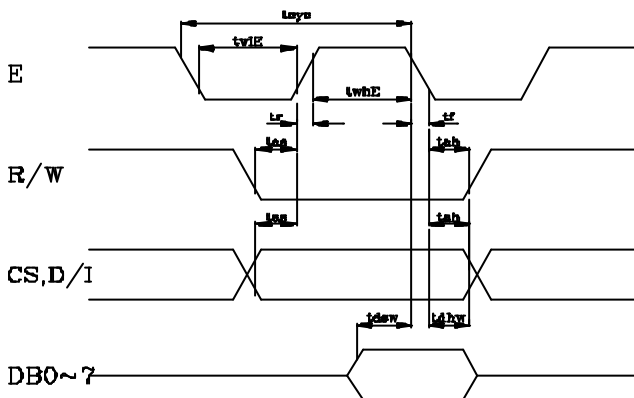 tcyc
twlE
E
twhE
tr
tf
tas
tah
R/W
tas
tah
CS,D/I
tdsw
tdhw
DB0~7